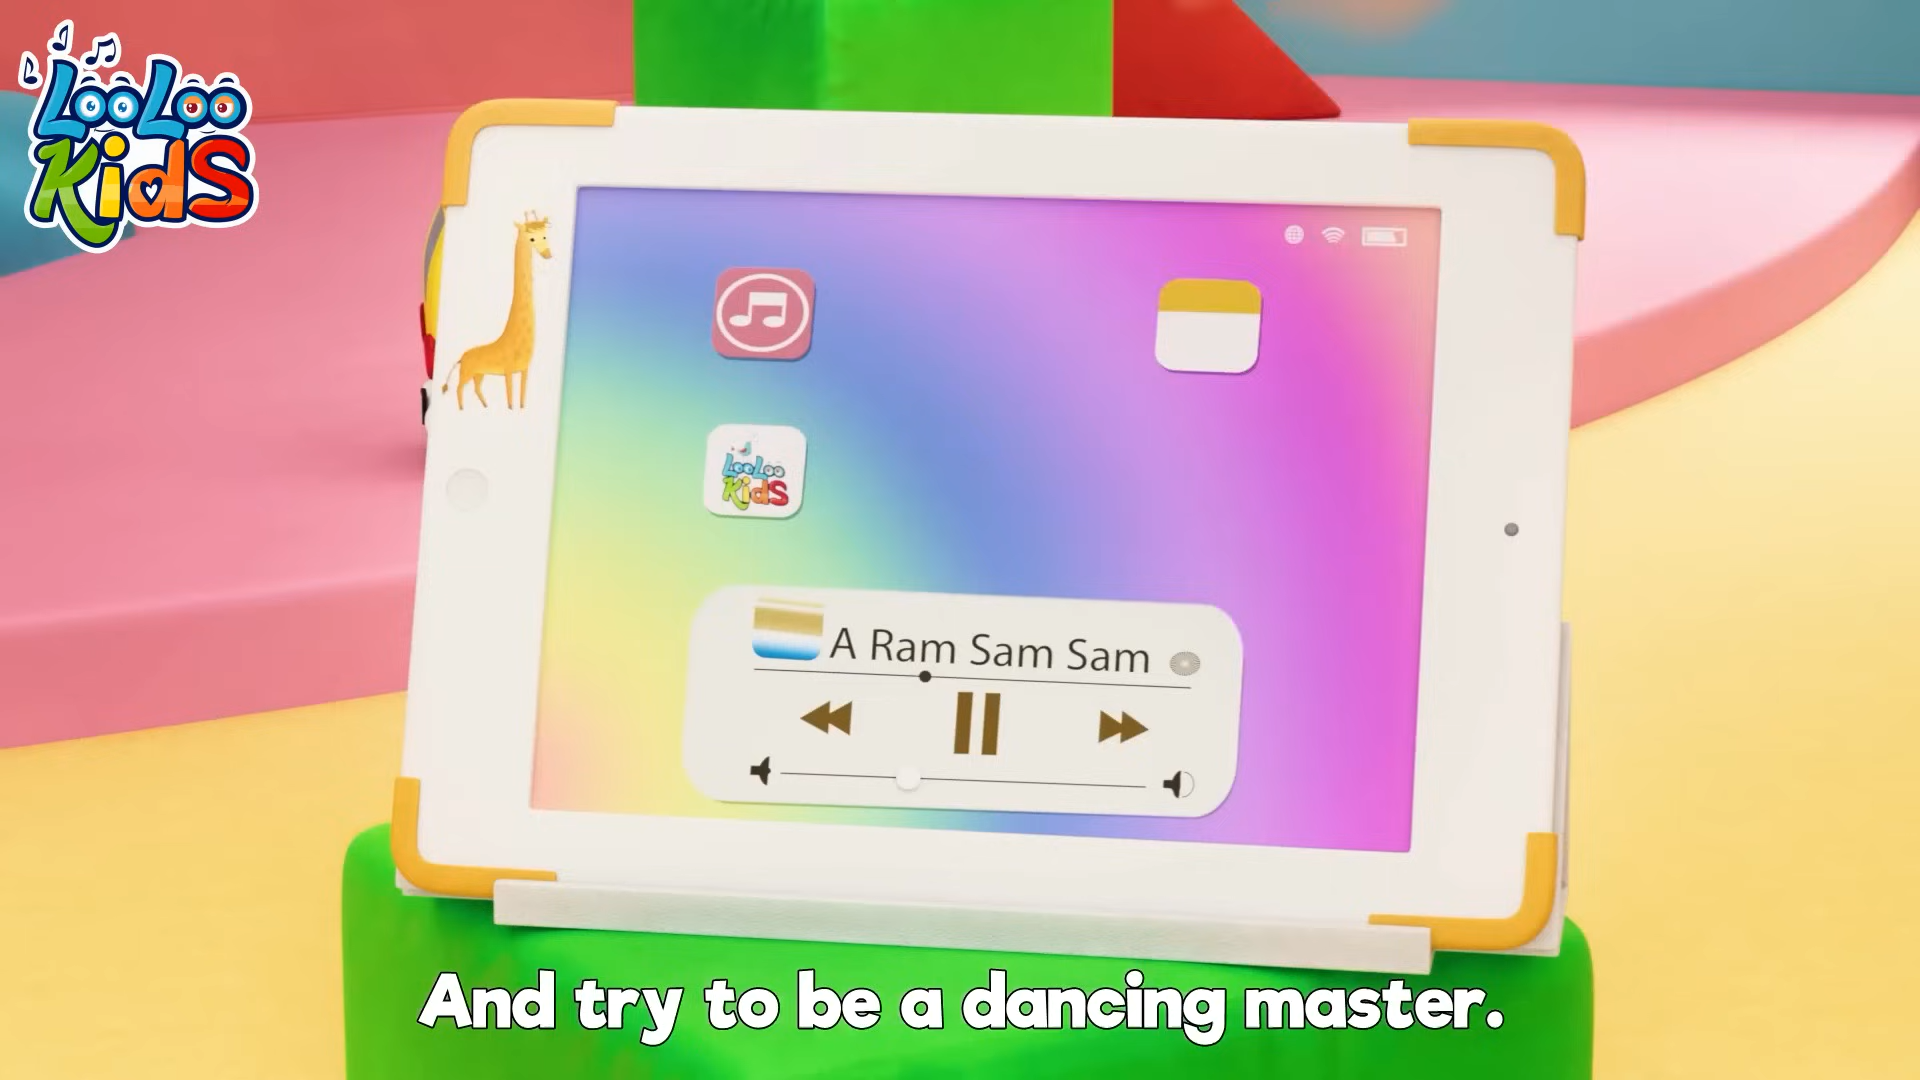 LooLoo
Kids
LooLoo
Kids
A Ram Sam Sam
And try to be a dancing master.